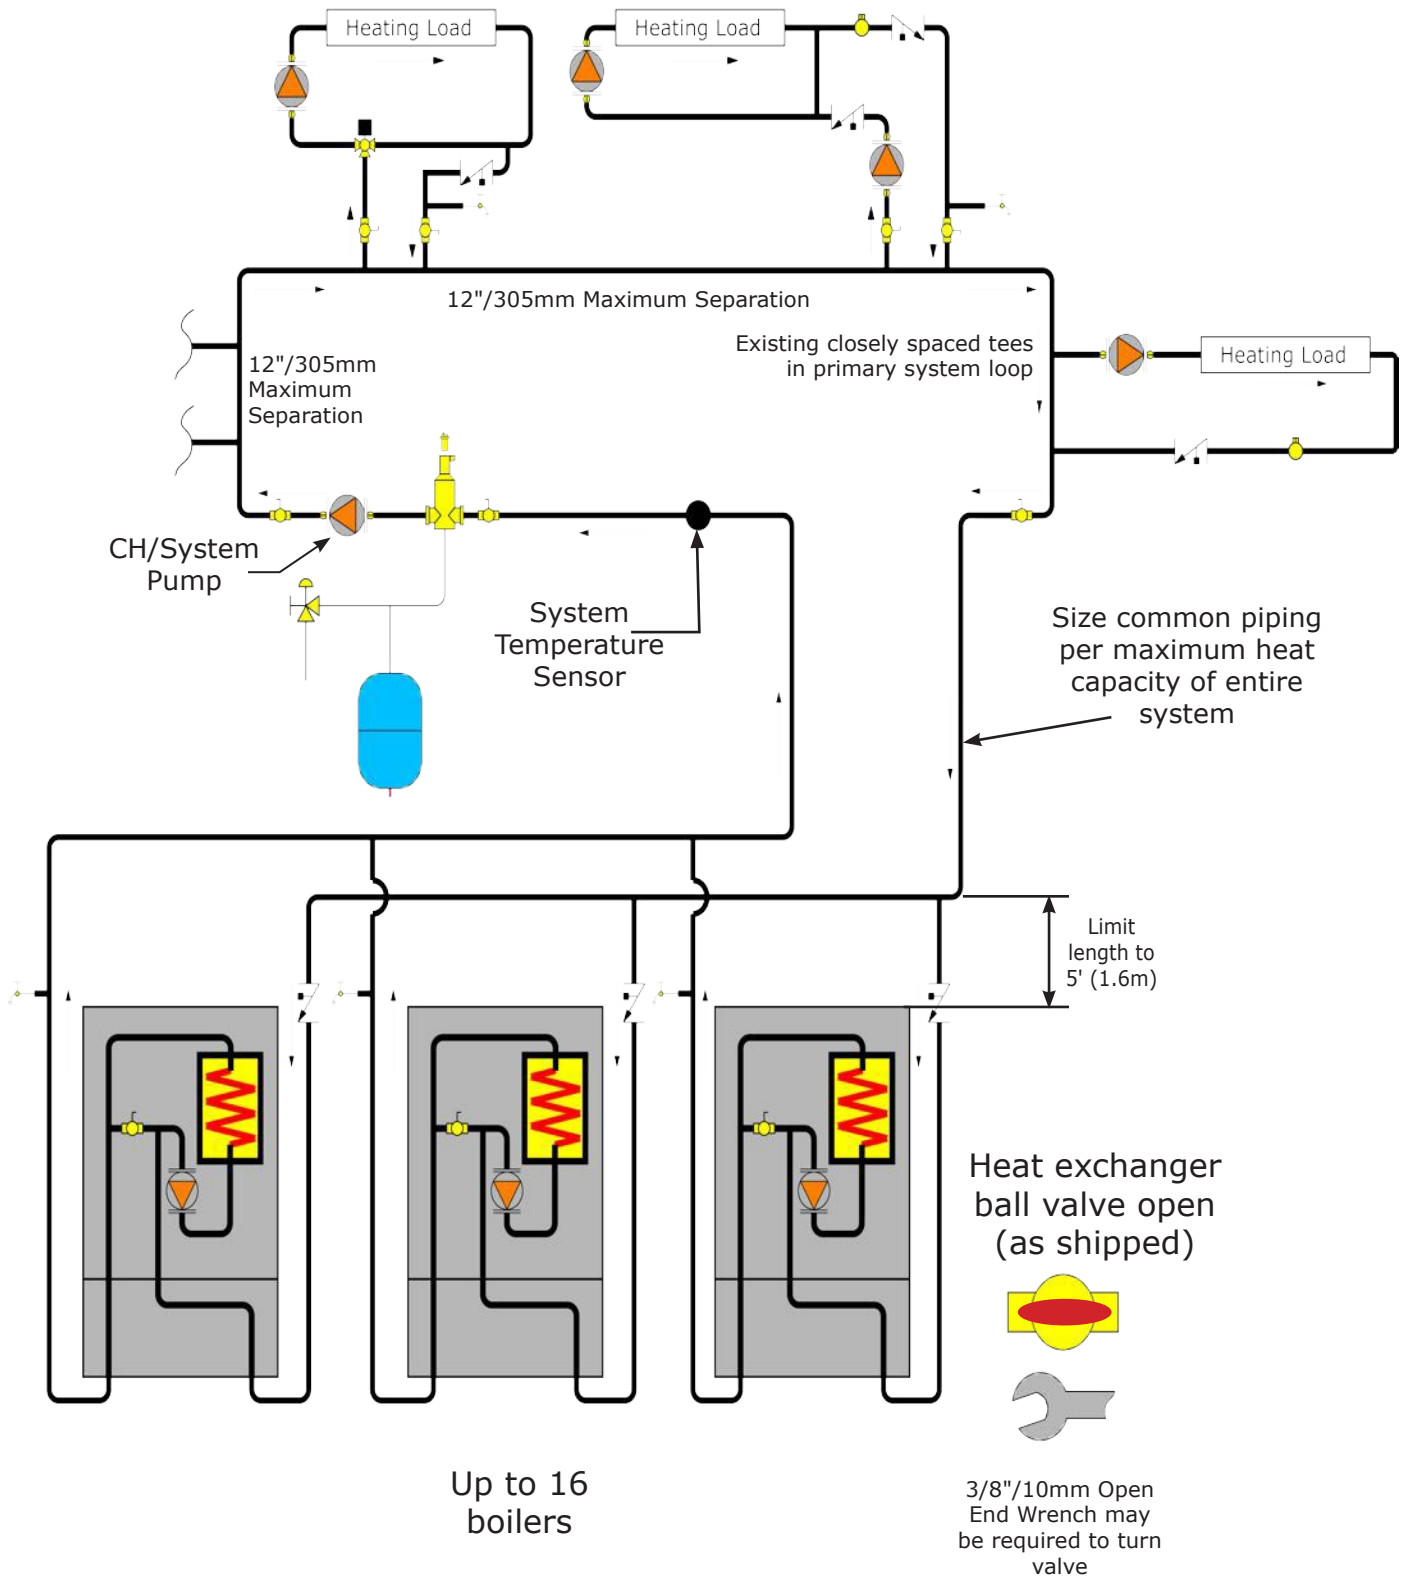 Heating Load
Heating Load
12"/305mm Maximum Separation
Existing closely spaced tees
in primary system loop
12"/305mm
Maximum
Separation
Heating Load
CH/System
Pump
System
Temperature
Sensor
Size common piping
per maximum heat
capacity of entire
system
Limit
length to
5' (1.6m)
Heat exchanger
ball valve open
(as shipped)
Up to 16
boilers
3/8"/10mm Open
End Wrench may
be required to turn
valve